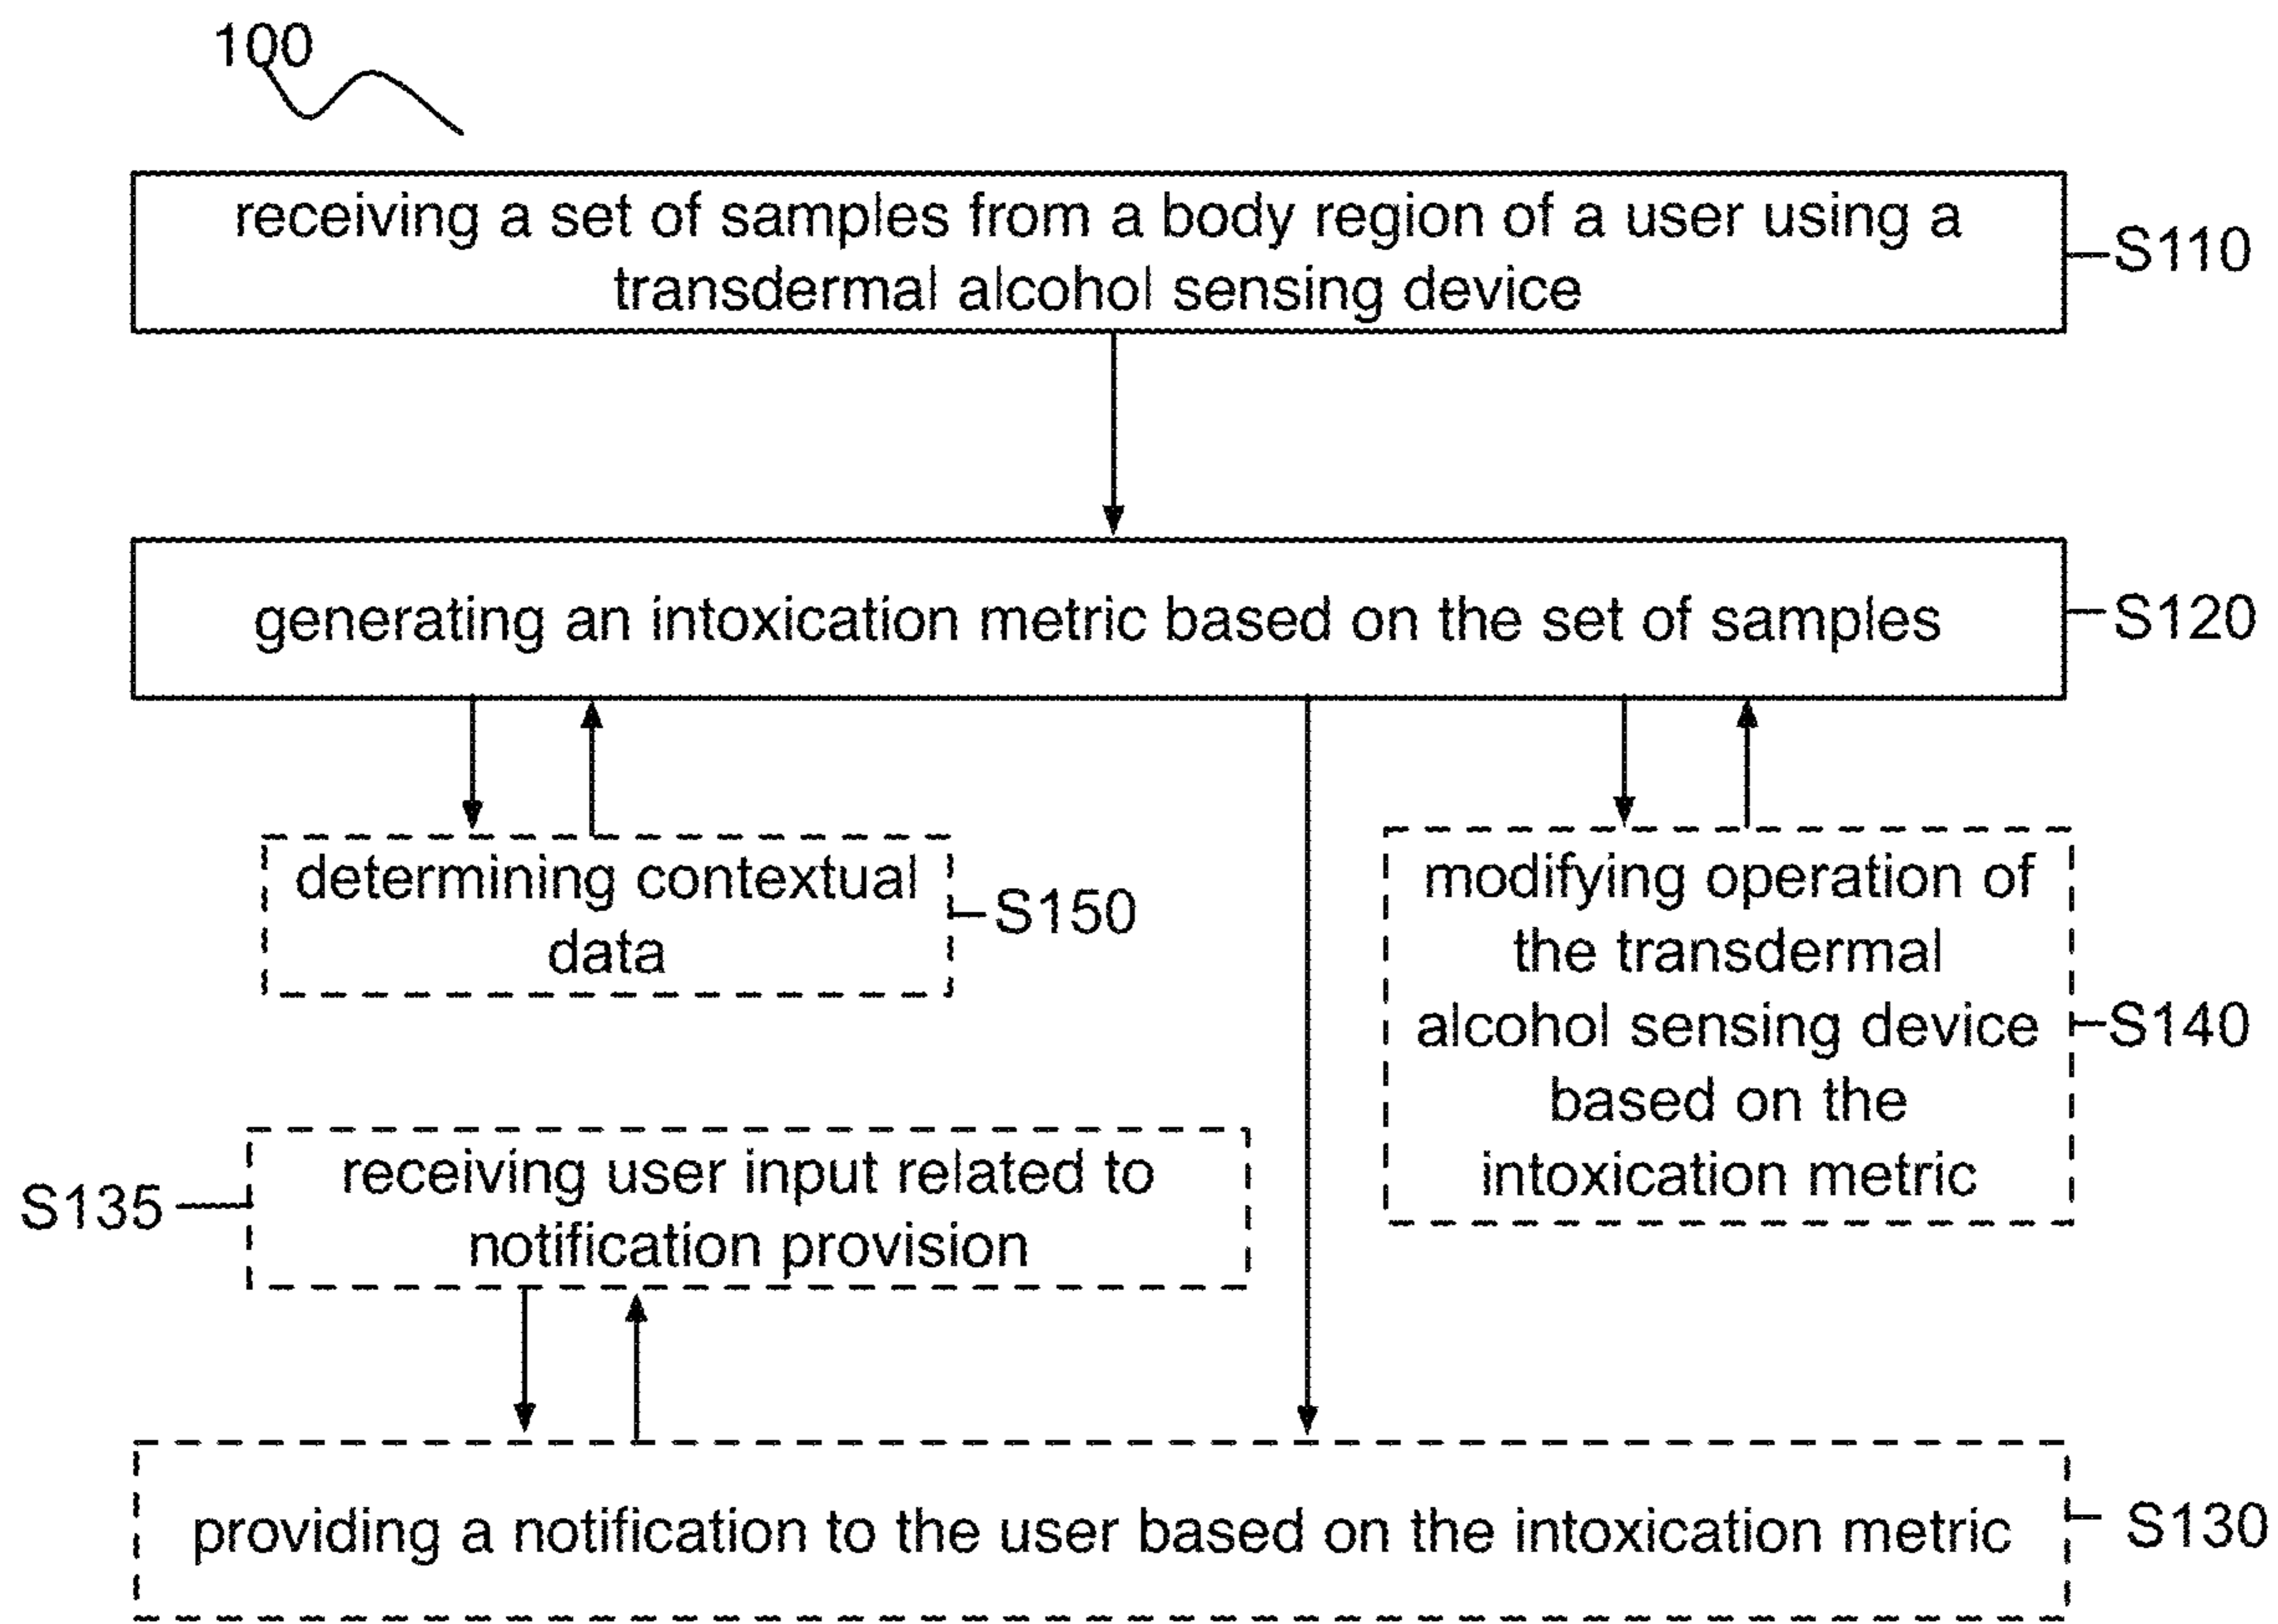 100
receiving a set of samples from a body region of a user using a
transdermal alcohol sensing device
S110
generating an intoxication metric based on the set of samples
S120
determining contextual
data
S150
modifying operation of
the transdermal
alcohol sensing device
based on the
intoxication metric
S140
S135
receiving user input related to
notification provision
providing a notification to the user based on the intoxication metric
S130